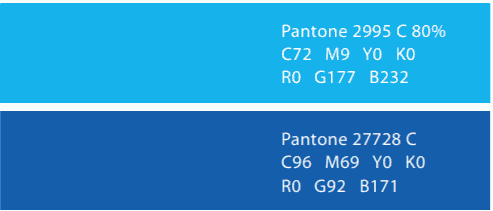 Pantone 2995 C 80%
C72 M9 Y0 K0
R0 G177 B232
Pantone 27728 C
C96 M69 Y0 K0
R0 G92 B171